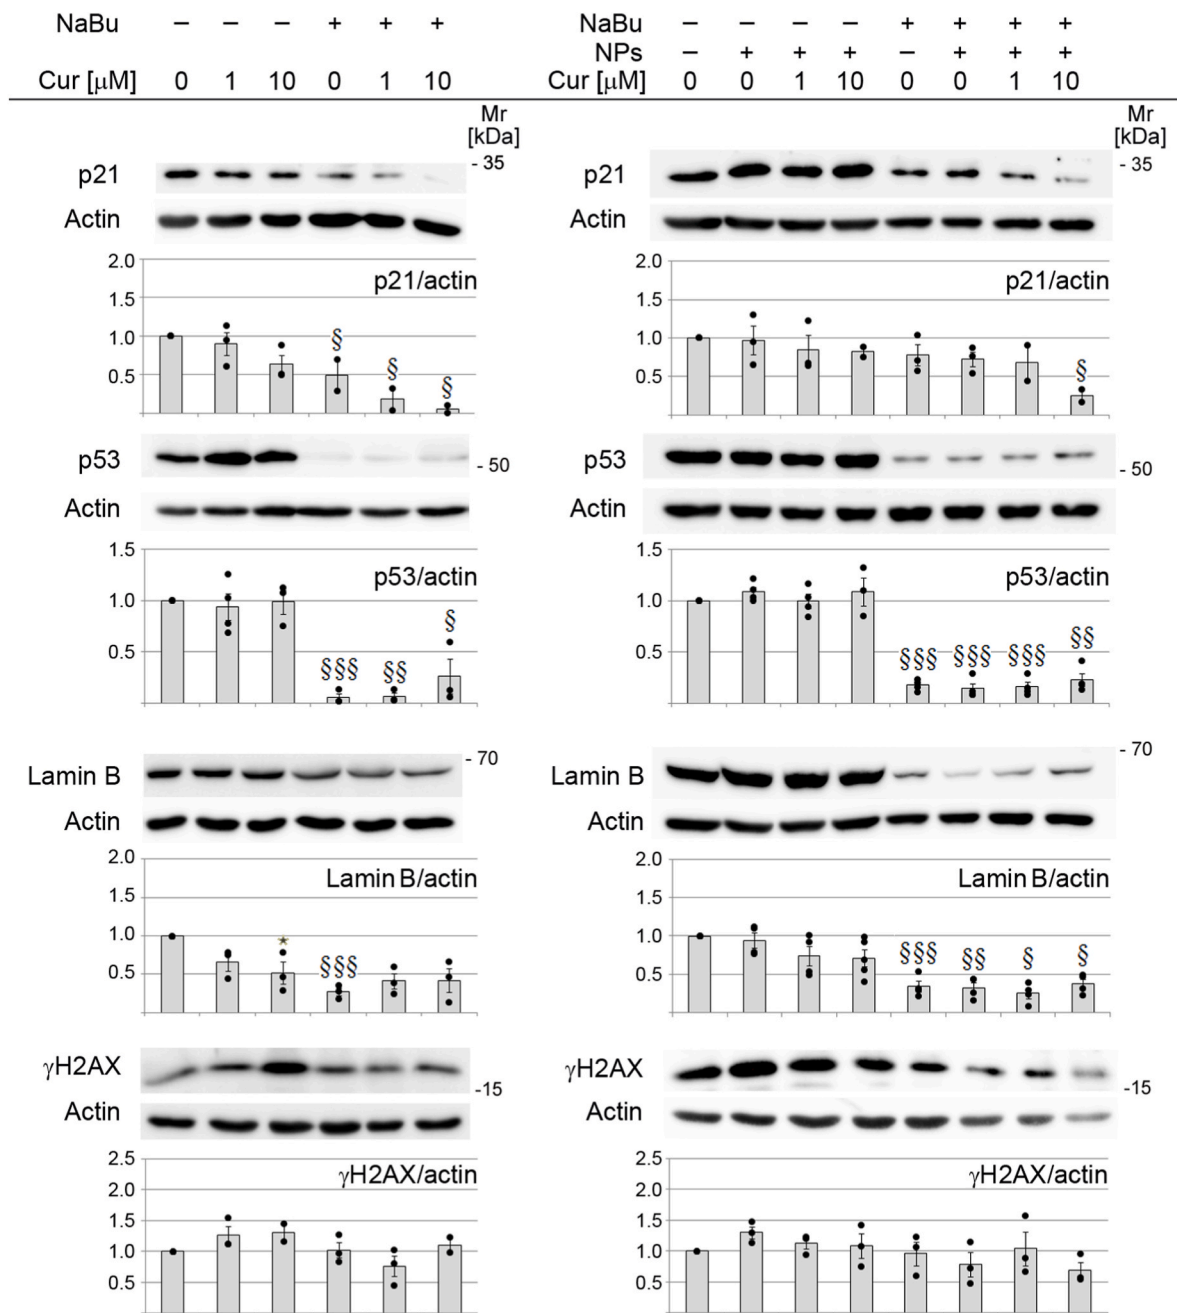 NaBu – – – + + +
Cur [μM] 0 1 10 0 1 10
NaBu – – – – + + + +
NPs – + + + – + + +
Cur [μM] 0 0 1 10 0 0 1 10
Mr
[kDa]
p21 - 35
Actin
p21/actin
2.0
1.5
1.0
0.5
§ § §
p53 - 50
Actin
p53/actin
1.5
1.0
0.5
§§§ §§ §
Lamin B - 70
Actin
Lamin B/actin
2.0
1.5
1.0
0.5
★ §§§
γH2AX -15
Actin
γH2AX/actin
2.5
2.0
1.5
1.0
0.5
Mr
[kDa]
p21 - 35
Actin
p21/actin
2.0
1.5
1.0
0.5
§
p53 - 50
Actin
p53/actin
1.5
1.0
0.5
§§§ §§§ §§§ §§
Lamin B - 70
Actin
Lamin B/actin
2.0
1.5
1.0
0.5
§§§ §§ § §
γH2AX -15
Actin
γH2AX/actin
2.5
2.0
1.5
1.0
0.5